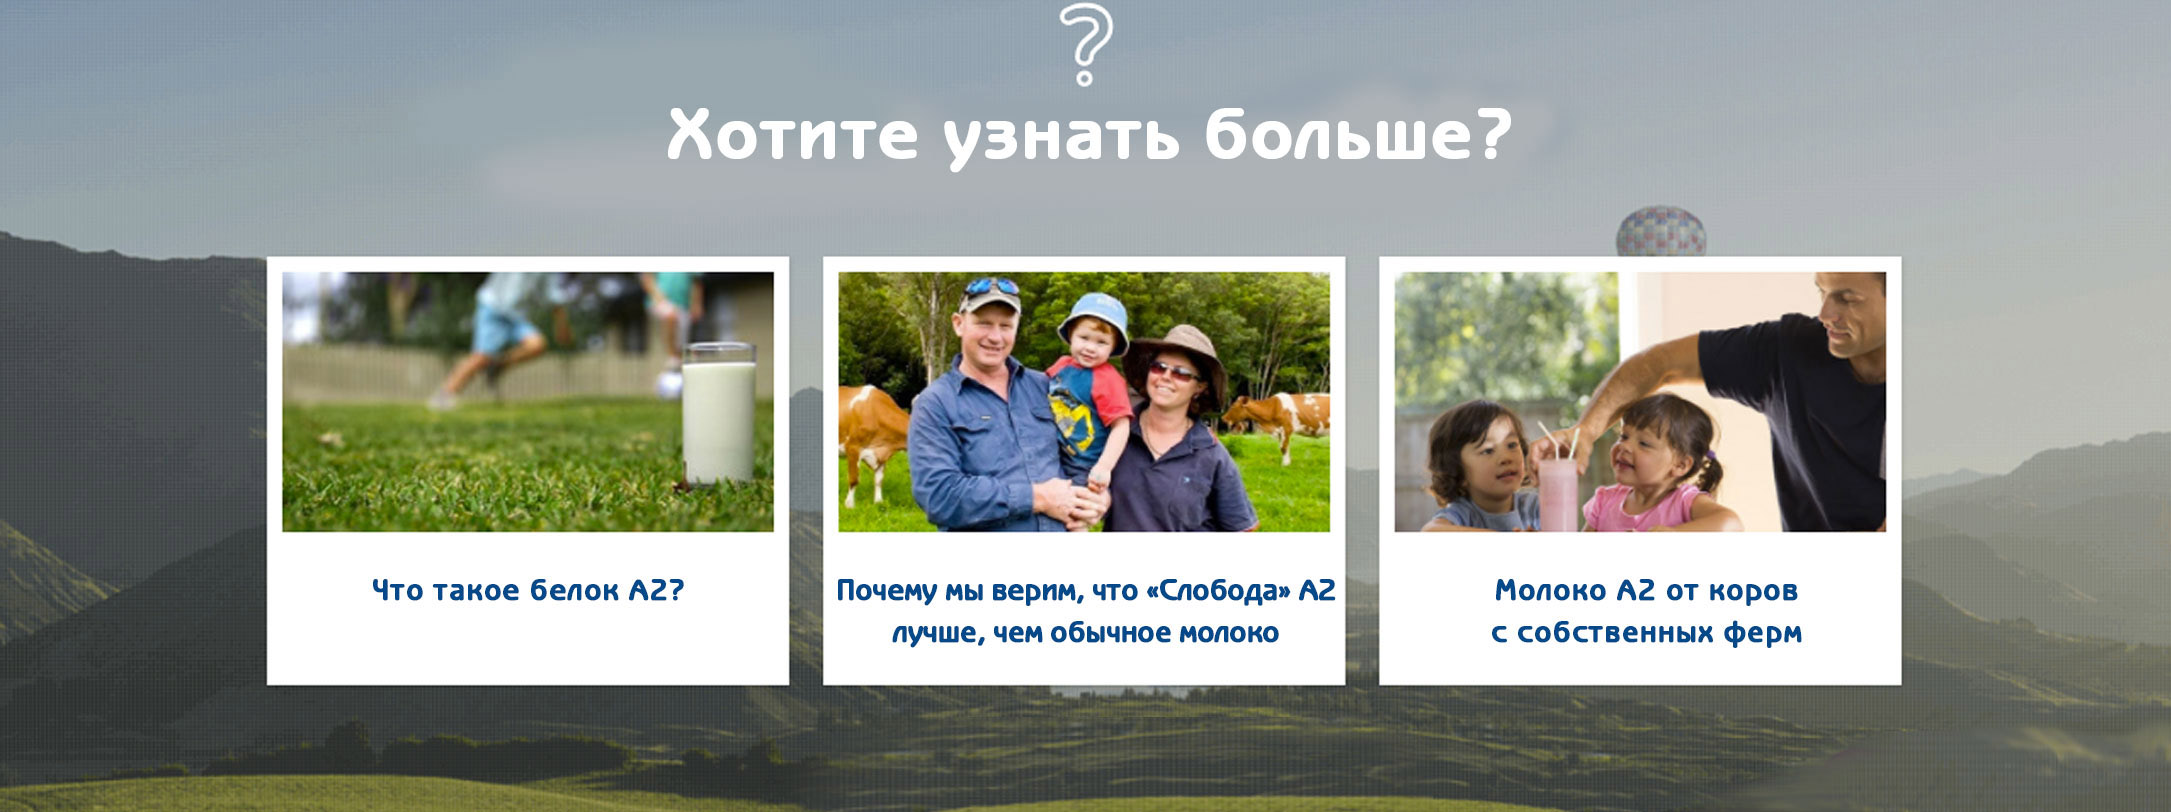 ?
Хотите узнать больше?
Что такое белок А2?
Почему мы верим, что «Слобода» А2
лучше, чем обычное молоко
Молоко А2 от коров
с собственных ферм